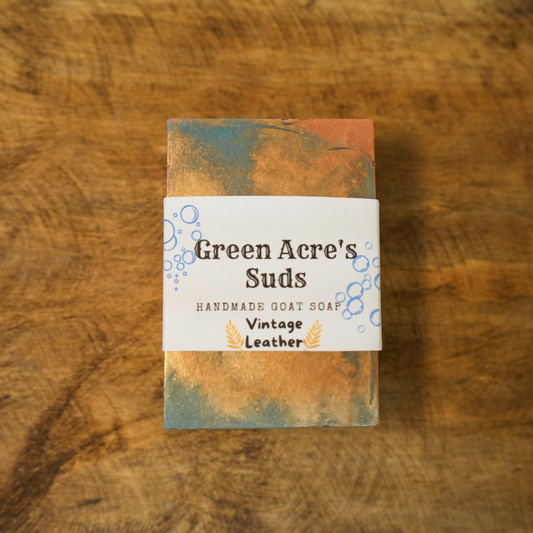 Green Acre's
Suds
HANDMADE GOAT SOAP
Vintage
Leather